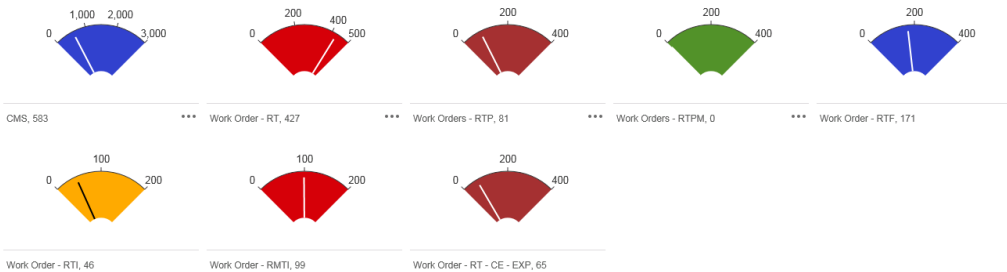 0 1,000 2,000 3,000
CMS, 583
0 200 400 500
Work Order - RT, 427
0 200 400
Work Orders - RTP, 81
0 200 400
Work Orders - RTPM, 0
0 200 400
Work Order - RTF, 171
0 100 200
Work Order - RTI, 46
0 100 200
Work Order - RMTI, 99
0 200 400
Work Order - RT - CE - EXP, 65